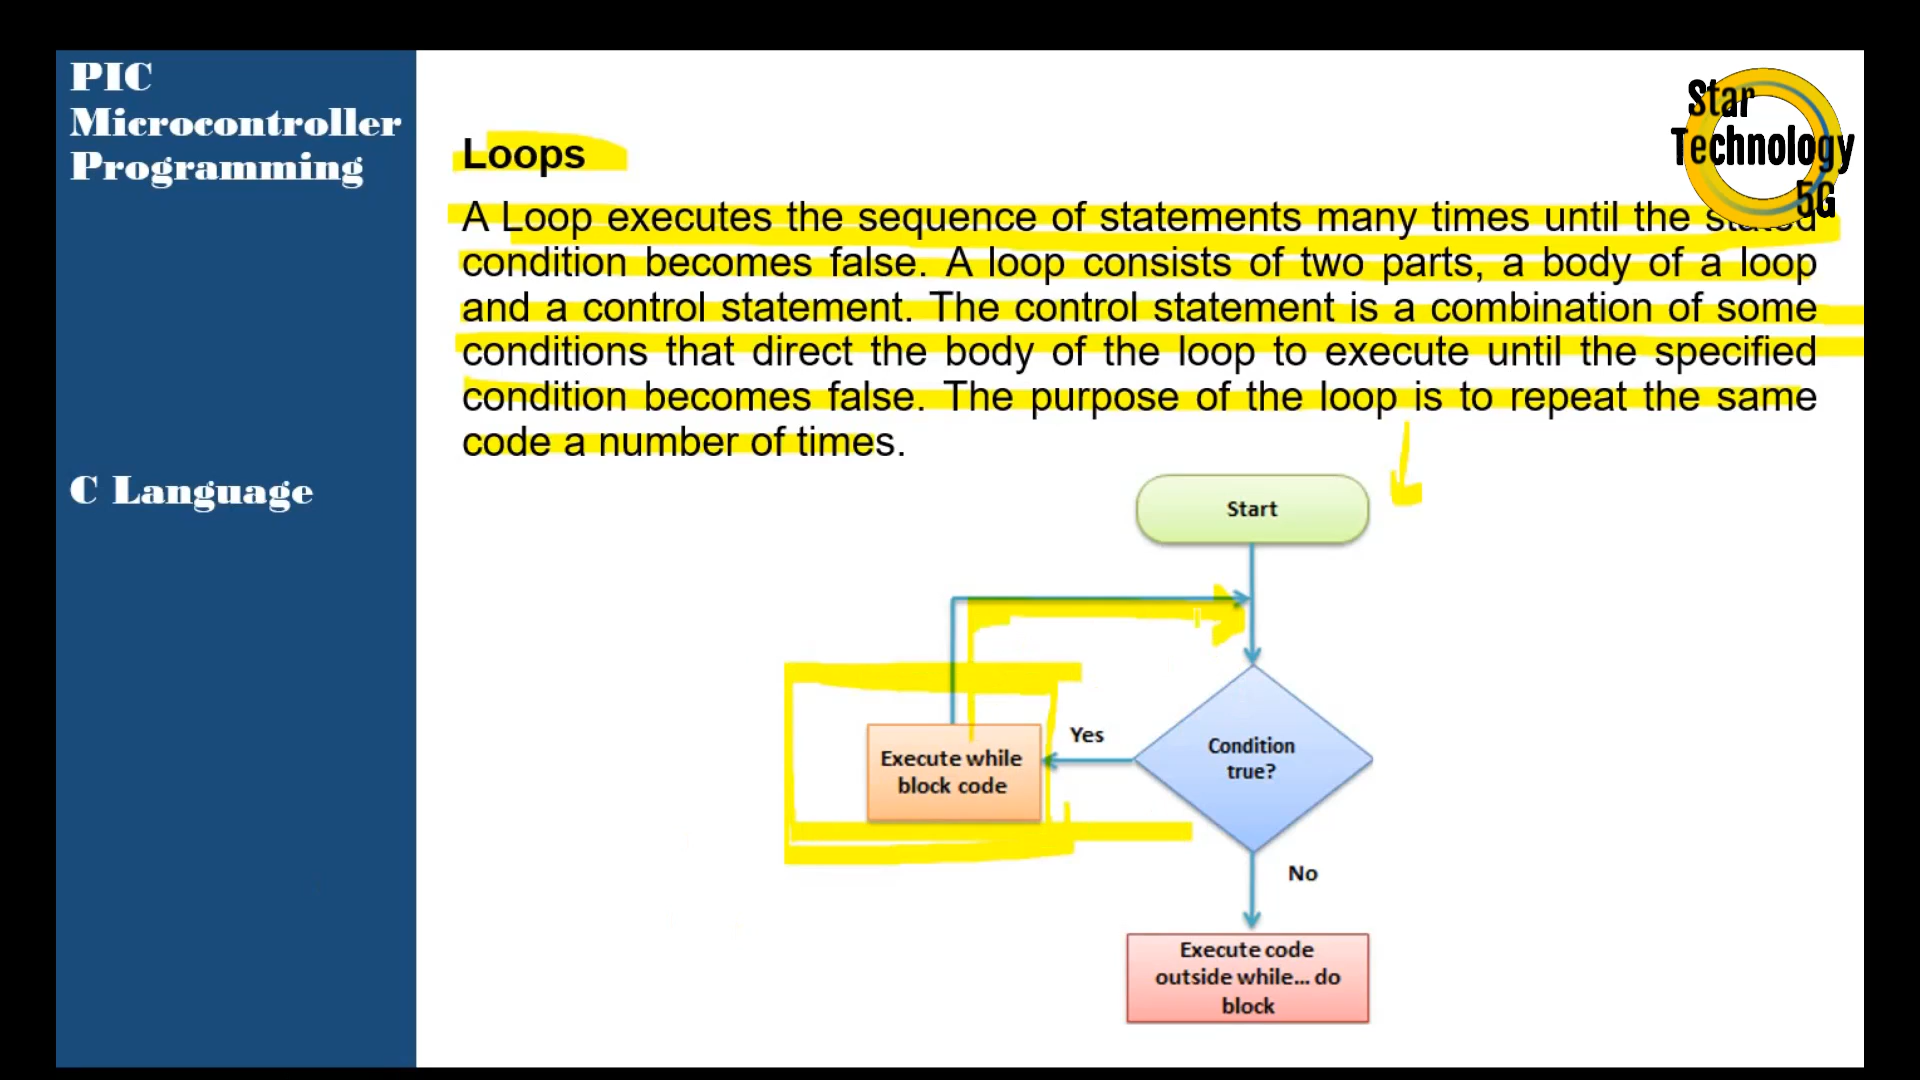 PIC
Microcontroller
Programming
C Language
Star
Technology
5G
Loops
A Loop executes the sequence of statements many times until the stated
condition becomes false. A loop consists of two parts, a body of a loop
and a control statement. The control statement is a combination of some
conditions that direct the body of the loop to execute until the specified
condition becomes false. The purpose of the loop is to repeat the same
code a number of times.
Start
Condition
true?
Yes
Execute while
block code
No
Execute code
outside while... do
block